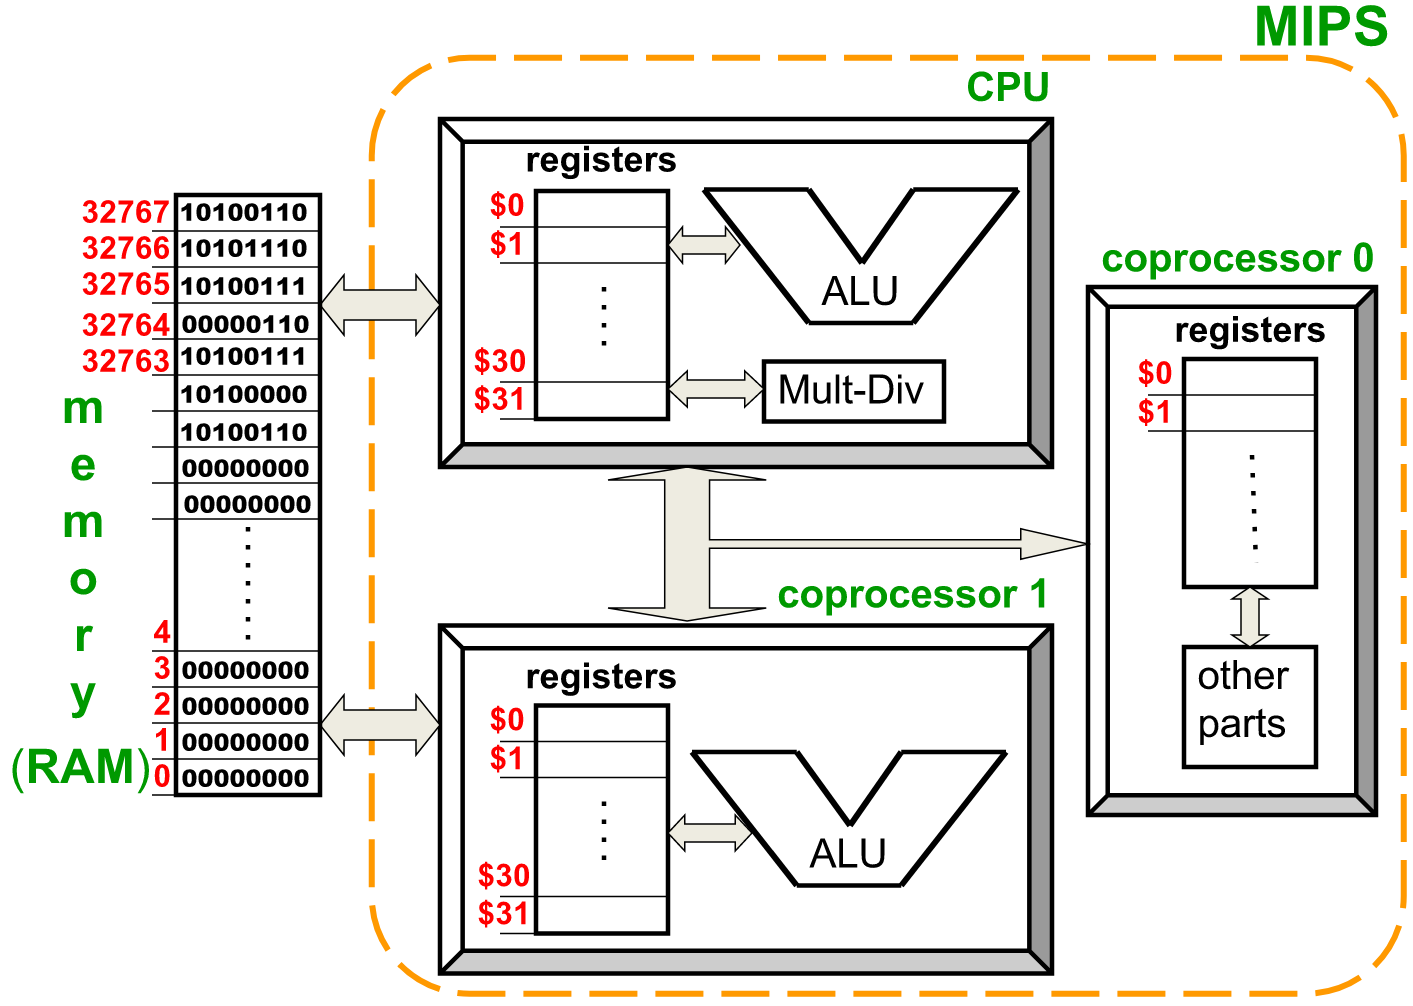 MIPS
CPU
registers
$0
$1
ALU
$30
$31
Mult-Div
32767 10100110
32766 10101110
32765 10100111
32764 00000110
32763 10100111
10100000
10100110
00000000
00000000
4
3 00000000
2 00000000
1 00000000
0 00000000
m
e
m
o
r
y
(RAM)
coprocessor 0
registers
$0
$1
other
parts
coprocessor 1
registers
$0
$1
ALU
$30
$31